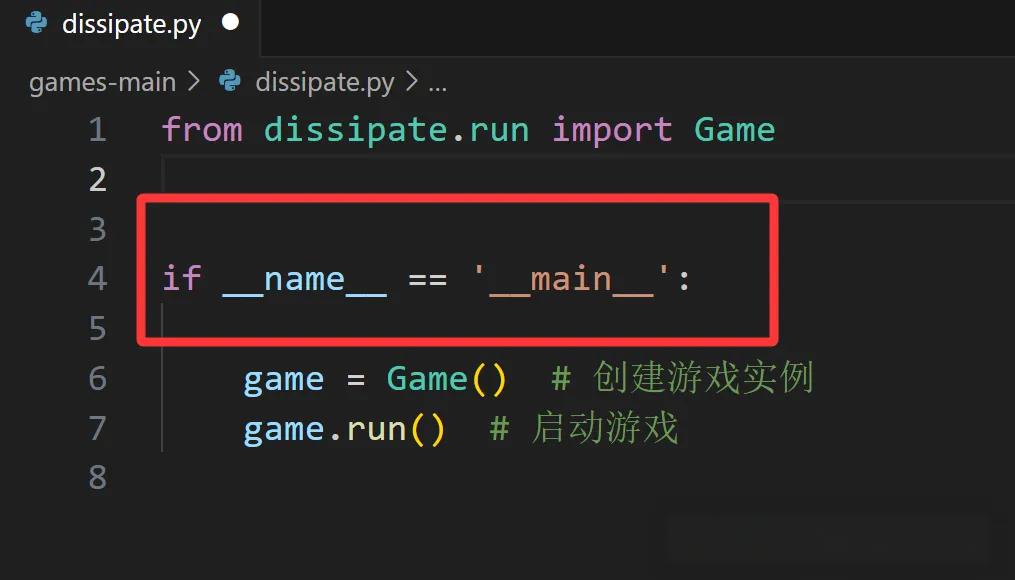 dissipate.py
games-main > dissipate.py > ...
1 from dissipate.run import Game
2
3
4 if __name__ == '__main__':
5
6 game = Game() # 创建游戏实例
7 game.run() # 启动游戏
8